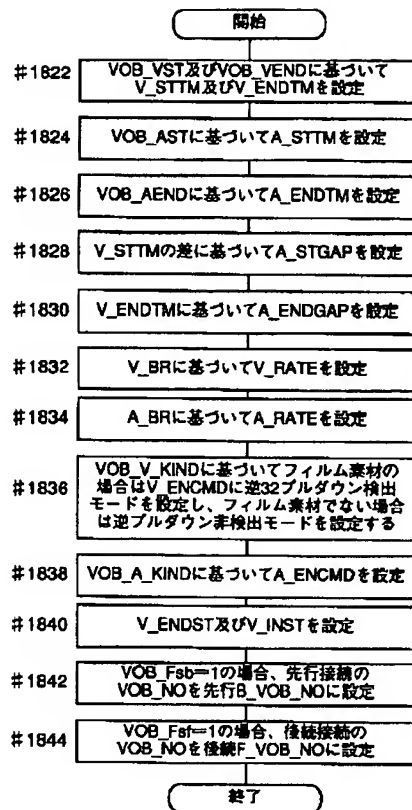 開始
#1822
VOB_VST及びVOB_VENDに基づいて
V_STTM及びV_ENDTMを設定
#1824
VOB_ASTに基づいてA_STTMを設定
#1826
VOB_AENDに基づいてA_ENDTMを設定
#1828
V_STTMの差に基づいてA_STGAPを設定
#1830
V_ENDTMに基づいてA_ENDGAPを設定
#1832
V_BRに基づいてV_RATEを設定
#1834
A_BRに基づいてA_RATEを設定
#1836
VOB_V_KINDに基づいてフィルム素材の
場合はV_ENCMDに逆32プルダウン検出
モードを設定し、フィルム素材でない場合
は逆プルダウン非検出モードを設定する
#1838
VOB_A_KINDに基づいてA_ENCMDを設定
#1840
V_ENDST及びV_INSTを設定
#1842
VOB_Fsb=1の場合、先行接続の
VOB_NOを先行B_VOB_NOに設定
#1844
VOB_Fsf=1の場合、後続接続の
VOB_NOを後続F_VOB_NOに設定
終了